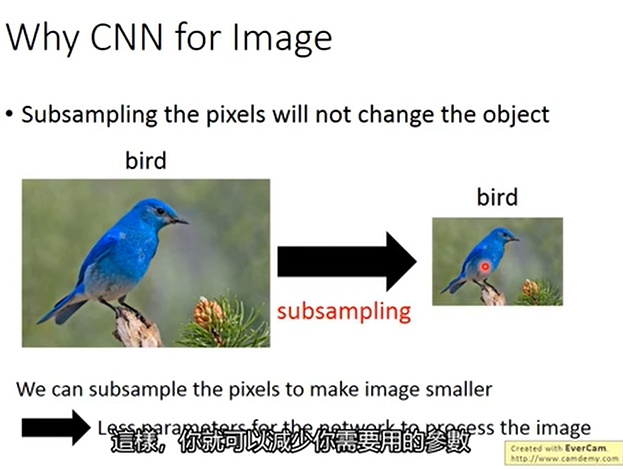 Why CNN for Image
• Subsampling the pixels will not change the object
bird
bird
subsampling
We can subsample the pixels to make image smaller
Less parameters for the network to process the image
這樣，你就可以減少你需要用的參數
Created with EverCam.
http://www.camdemy.com